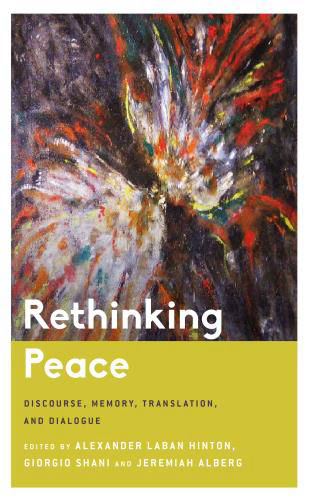 Rethinking
Peace
DISCOURSE, MEMORY, TRANSLATION,
AND DIALOGUE
EDITED BY ALEXANDER LABAN HINTON,
GIORGIO SHANI AND JEREMIAH ALBERG